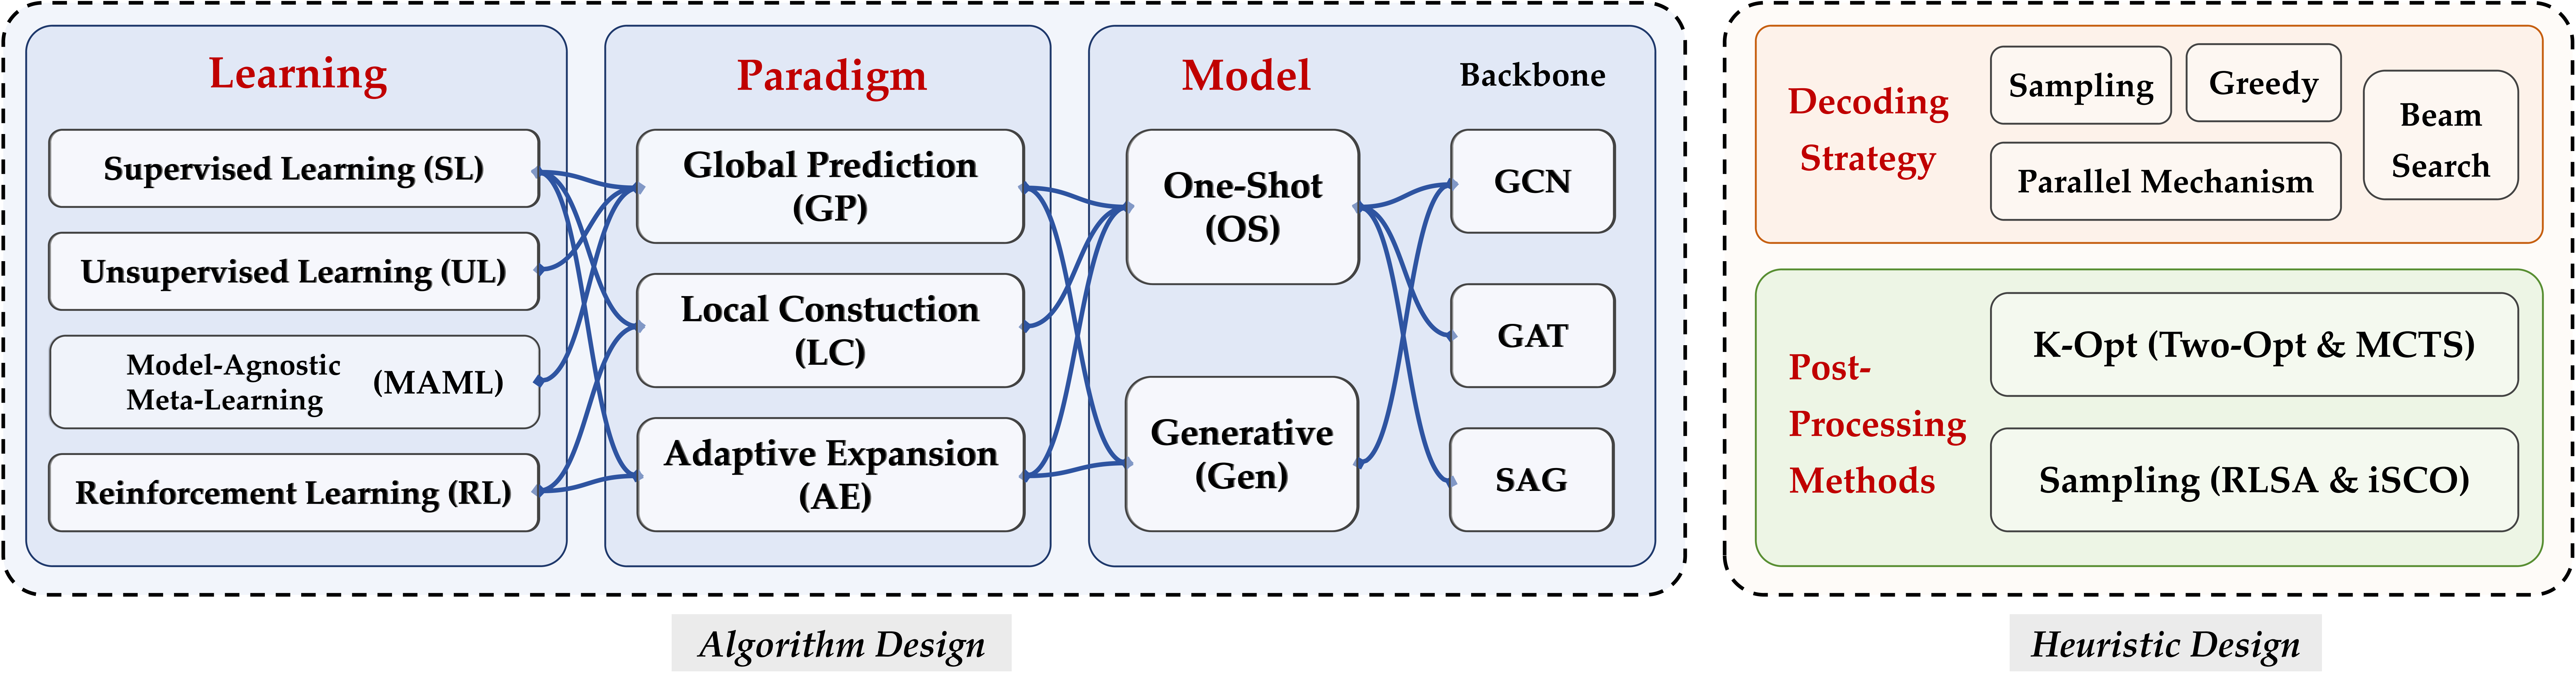 Learning
Supervised Learning (SL)
Unsupervised Learning (UL)
Model-Agnostic
Meta-Learning
(MAML)
Reinforcement Learning (RL)
Paradigm
Global Prediction
(GP)
Local Constuction
(LC)
Adaptive Expansion
(AE)
Model
Backbone
One-Shot
(OS)
Generative
(Gen)
GCN
GAT
SAG
Algorithm Design
Decoding
Strategy
Sampling
Greedy
Parallel Mechanism
Beam
Search
Post-
Processing
Methods
K-Opt (Two-Opt & MCTS)
Sampling (RLSA & iSCO)
Heuristic Design